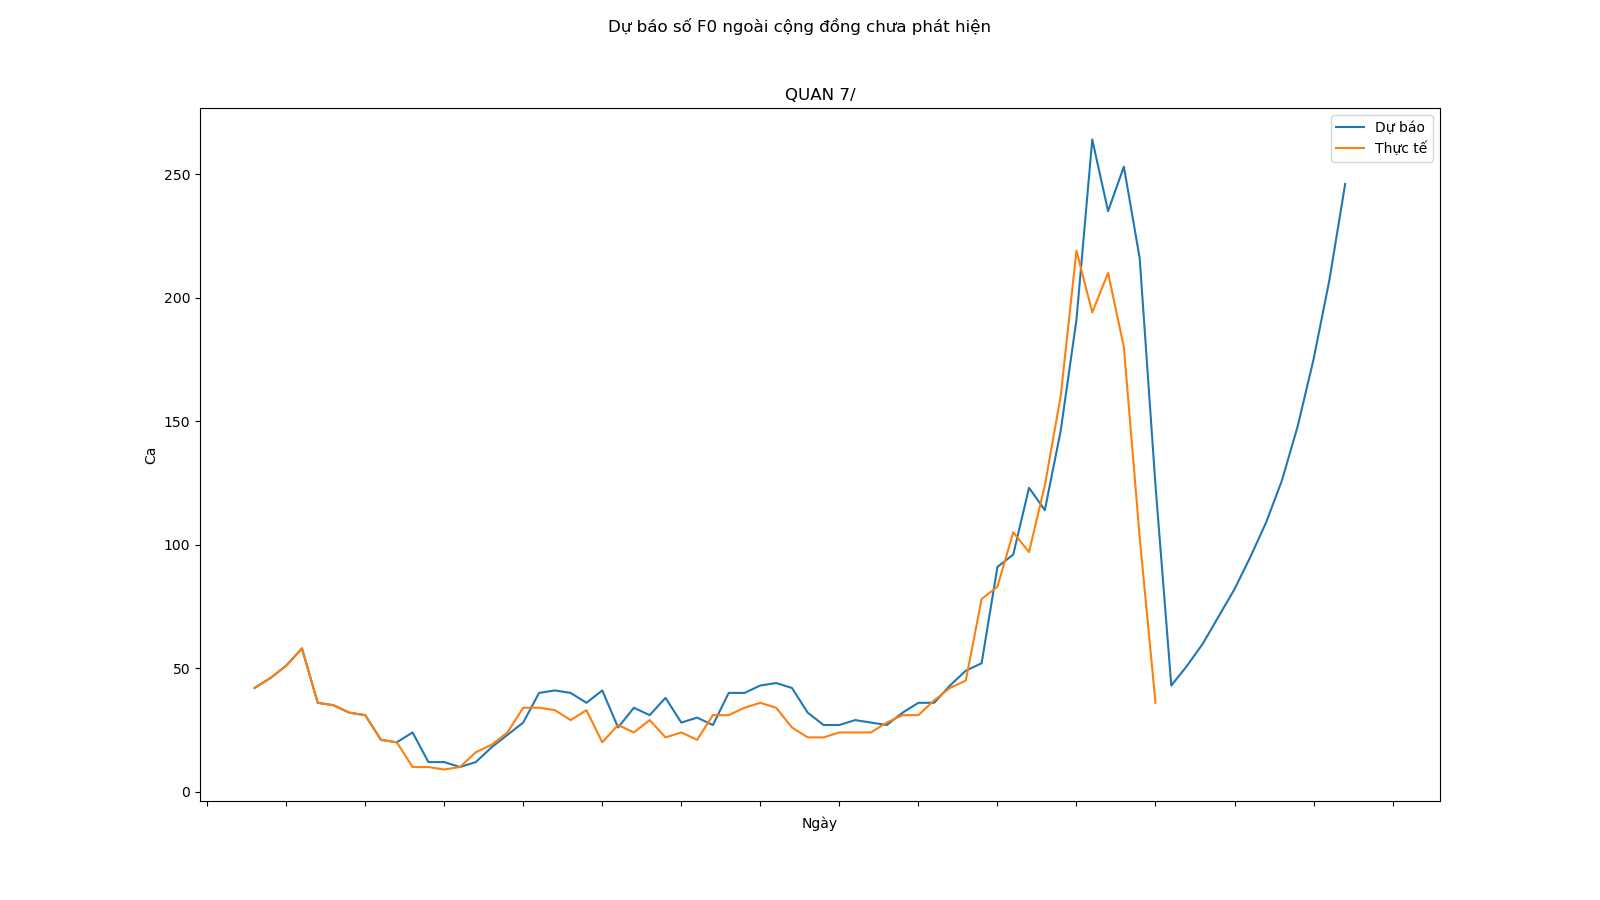 Dự báo số F0 ngoài cộng đồng chưa phát hiện
QUAN 7/
Dự báo
Thực tế
250
200
150
100
50
0
Ca
Ngày